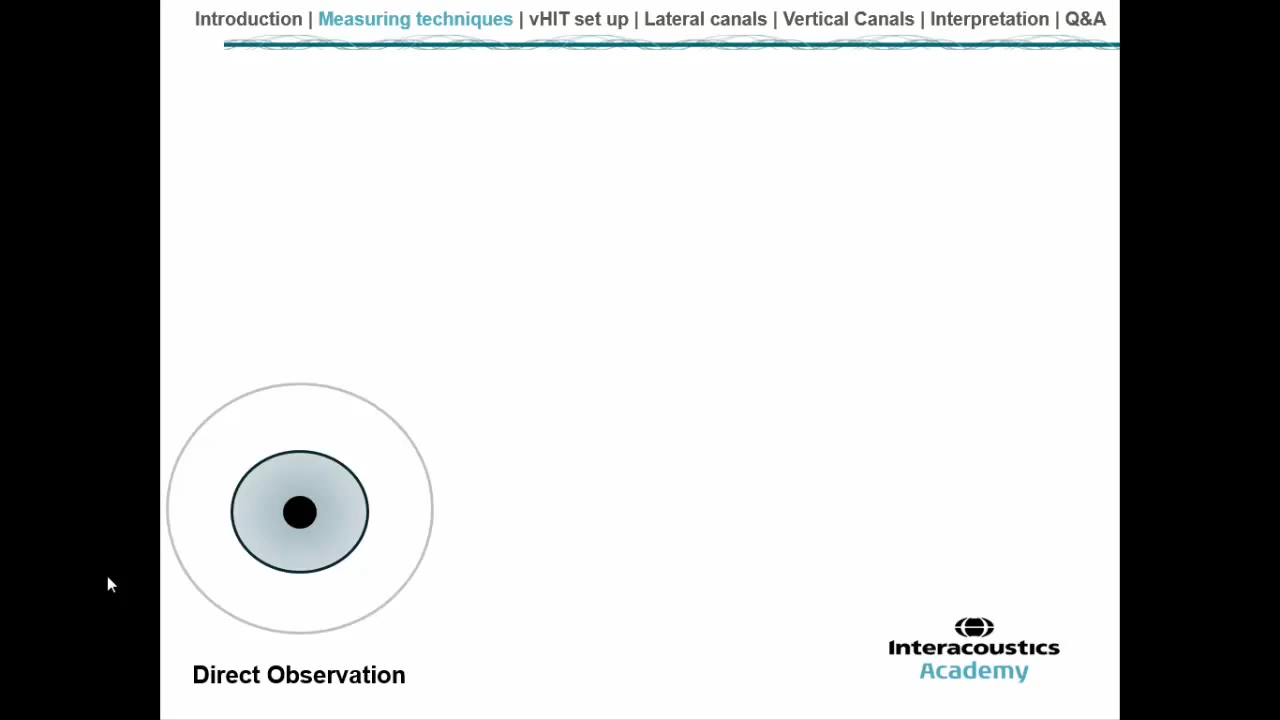 Introduction | Measuring techniques | vHIT set up | Lateral canals | Vertical Canals | Interpretation | Q&A
Direct Observation
Interacoustics
Academy